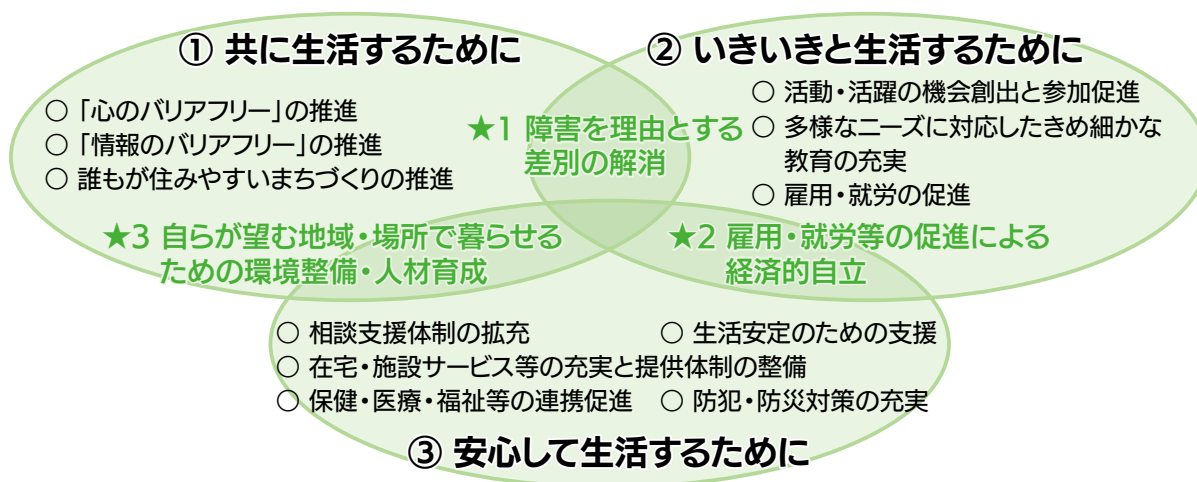 ① 共に生活するために
○ 「心のバリアフリー」の推進
○ 「情報のバリアフリー」の推進
○ 誰もが住みやすいまちづくりの推進
② いきいきと生活するために
○ 活動・活躍の機会創出と参加促進
○ 多様なニーズに対応したきめ細かな
教育の充実
○ 雇用・就労の促進
★1 障害を理由とする
差別の解消
★3 自らが望む地域・場所で暮らせる
ための環境整備・人材育成
★2 雇用・就労等の促進による
経済的自立
○ 相談支援体制の拡充 ○ 生活安定のための支援
○ 在宅・施設サービス等の充実と提供体制の整備
○ 保健・医療・福祉等の連携促進 ○ 防犯・防災対策の充実
③ 安心して生活するために